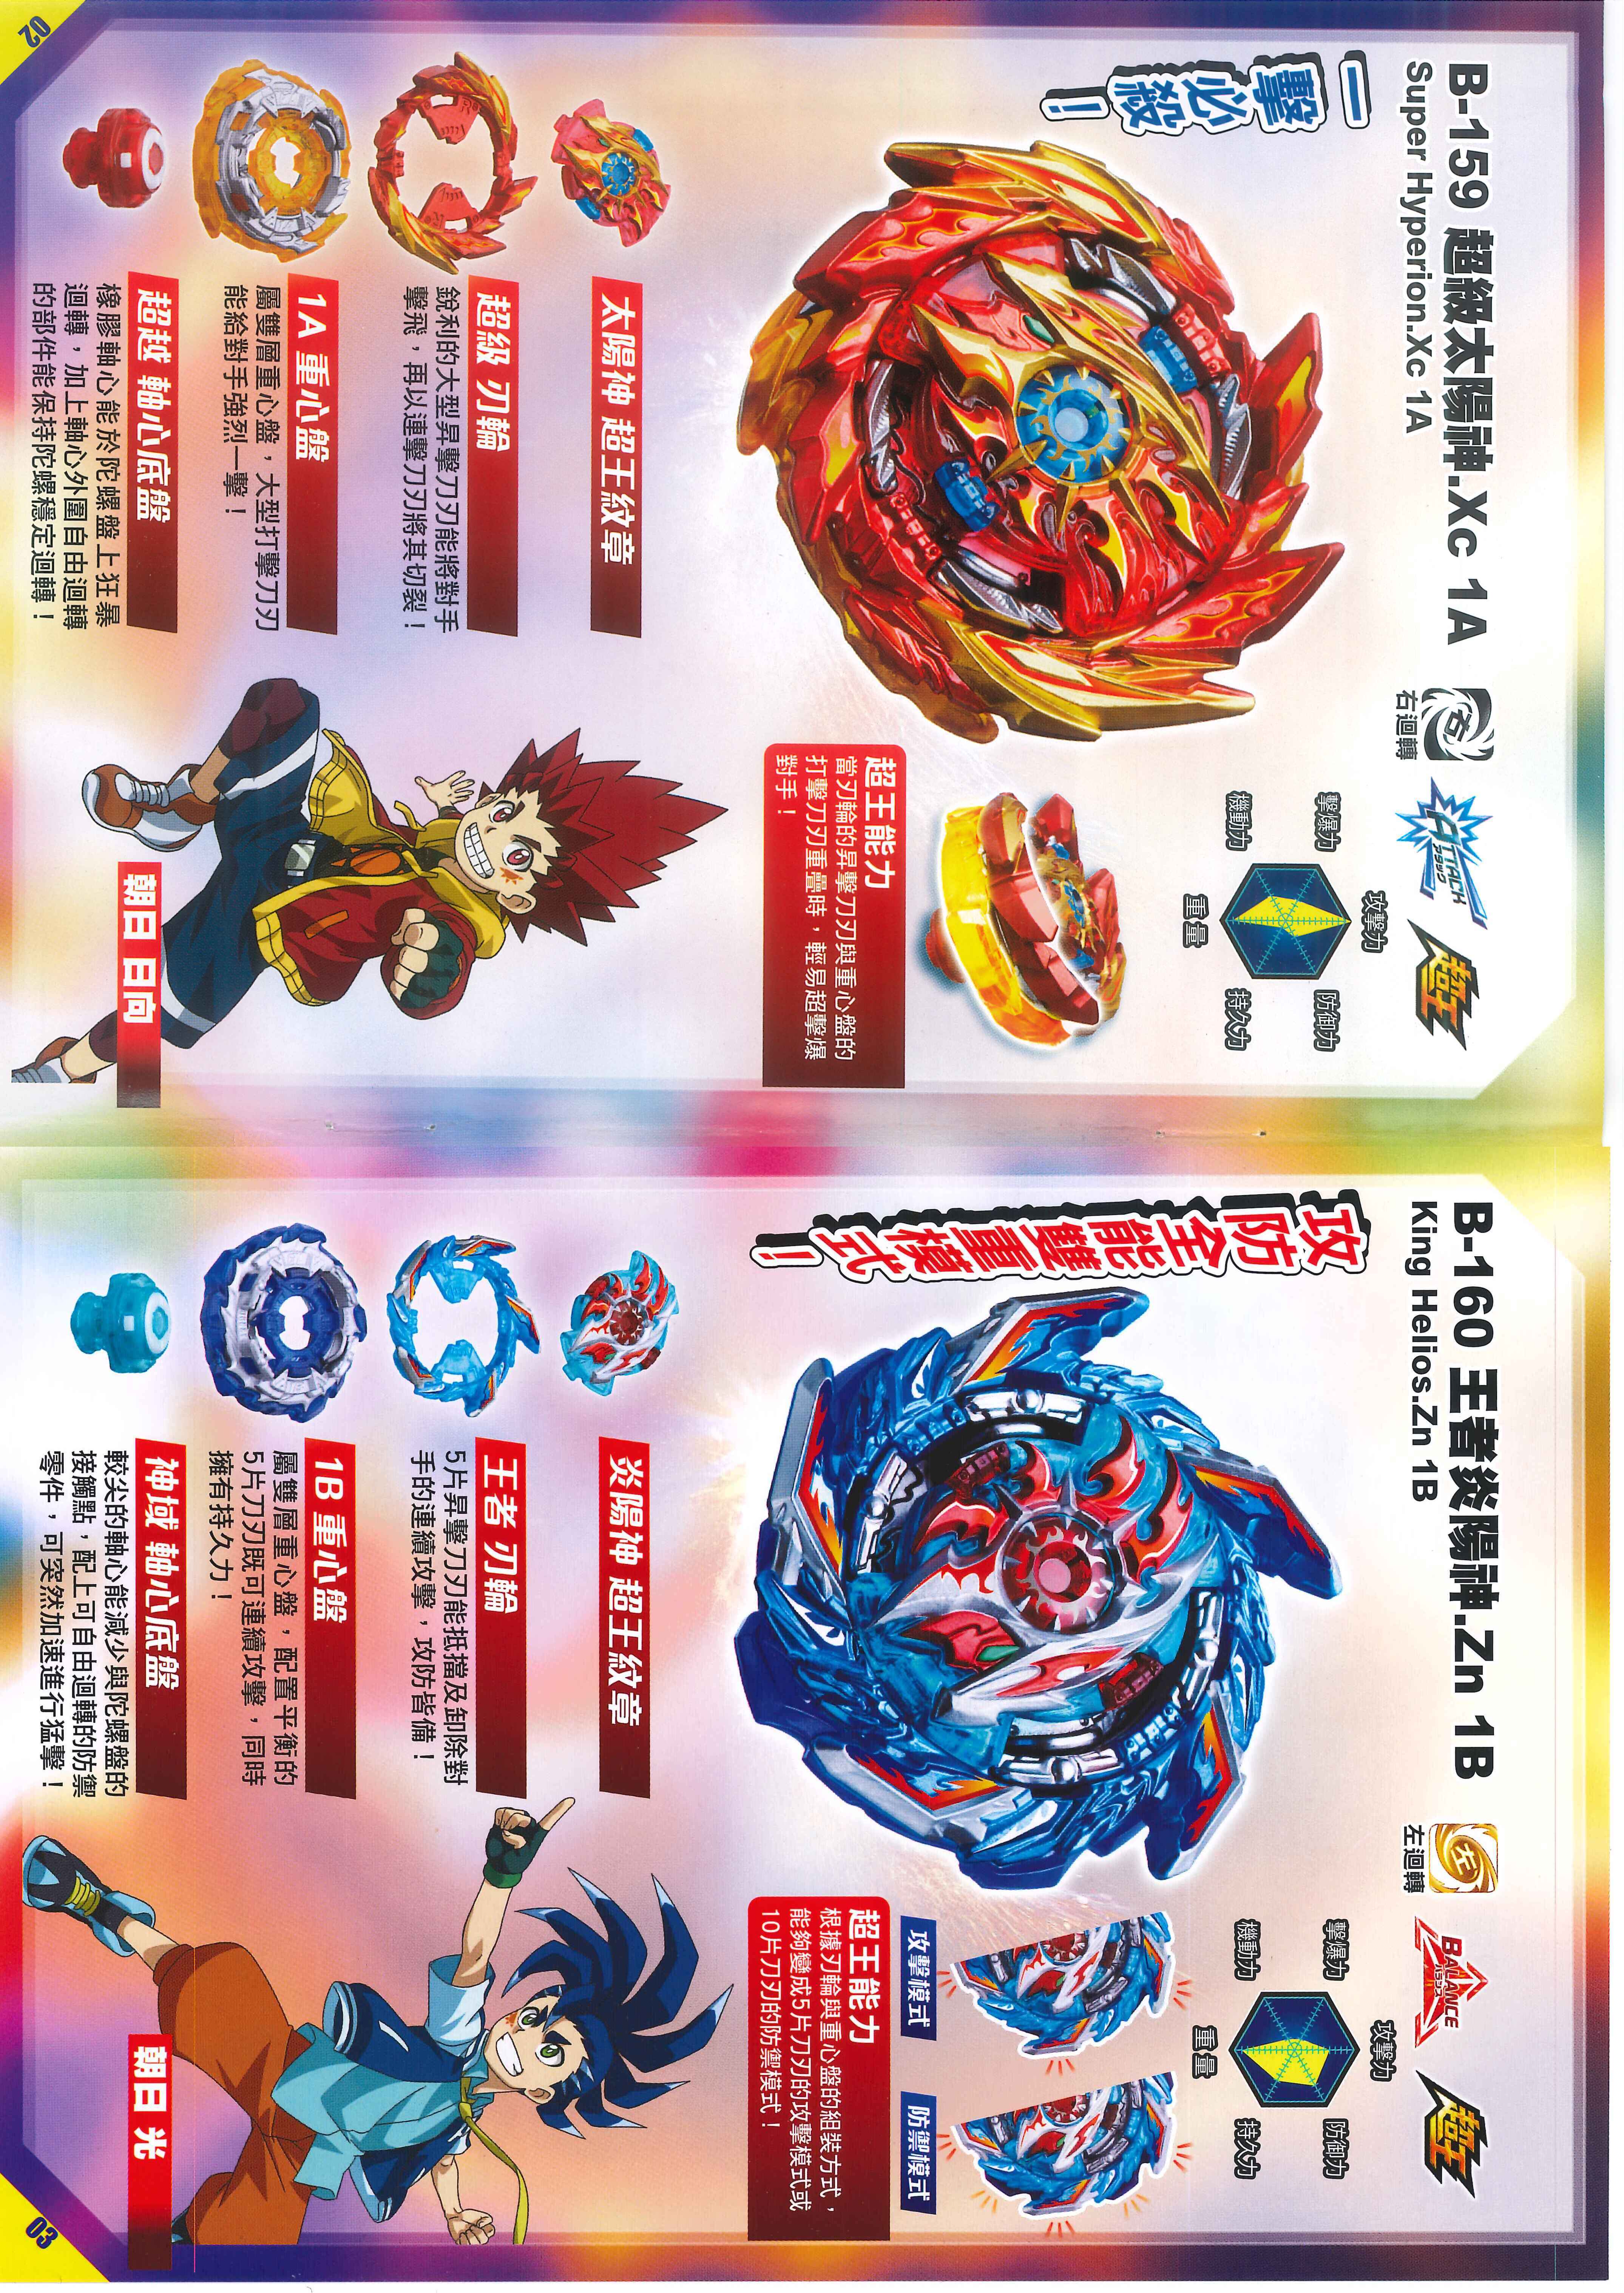 B-159 超級太陽神.Xc 1A
Super Hyperion.Xc 1A
右
右迴轉
ATTACK
アタック
超王
一擊必殺！
攻擊力
擊爆力
防御力
機動力
持久力
重量
超王能力
當刃輪的昇擊刀刃與重心盤的
打擊刀刃重疊時，輕易超擊爆
對手！
太陽神 超王紋章
超級 刃輪
銳利的大型昇擊刀刃能將對手
擊飛，再以連擊刀刃將其切裂！
1A 重心盤
屬雙層重心盤，大型打擊刀刃
能給對手強烈一擊！
超越 軸心底盤
橡膠軸心能於陀螺盤上狂暴
迴轉，加上軸心外圍自由迴轉
的部件能保持陀螺穩定迴轉！
朝日 日向
02
B-160 王者炎陽神.Zn 1B
King Helios.Zn 1B
左
左迴轉
BALANCE
バランス
超王
攻防全能雙重模式！
攻擊力
擊爆力
防御力
機動力
持久力
重量
攻擊模式
防禦模式
超王能力
根據刃輪與重心盤的組裝方式，
能夠變成5片刀刃的攻擊模式或
10片刀刃的防禦模式！
炎陽神 超王紋章
王者 刃輪
5片昇擊刀刃能抵擋及卸除對
手的連續攻擊，攻防皆備！
1B 重心盤
屬雙層重心盤，配置平衡的
5片刀刃既可連續攻擊，同時
擁有持久力！
神域 軸心底盤
較尖的軸心能減少與陀螺盤的
接觸點，配上可自由迴轉的防禦
零件，可突然加速進行猛擊！
朝日 光
03